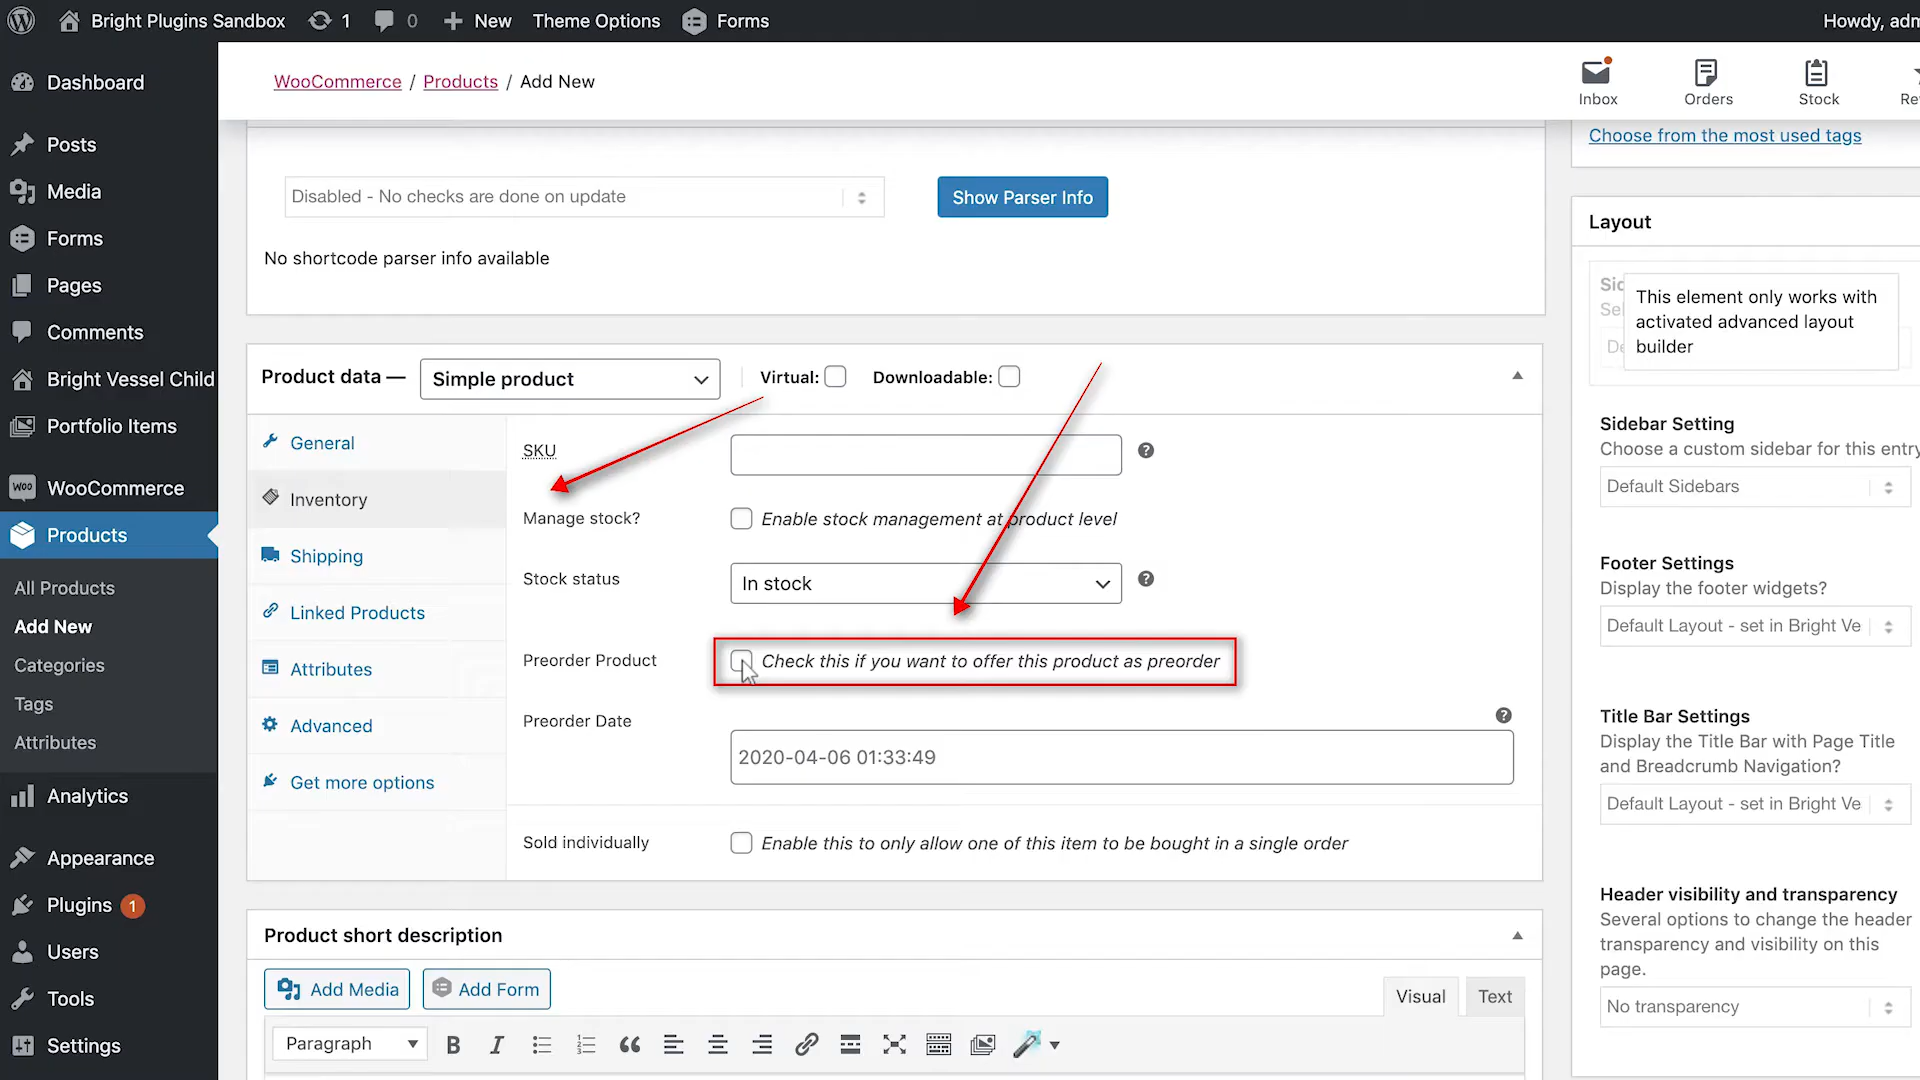 Bright Plugins Sandbox 1 0 New Theme Options Forms Howdy, adm
Dashboard
Posts
Media
Forms
Pages
Comments
Bright Vessel Child
Portfolio Items
WooCommerce
Products
All Products
Add New
Categories
Tags
Attributes
Analytics
Appearance
Plugins 1
Users
Tools
Settings
WooCommerce / Products / Add New
Inbox
Orders
Stock
Re
Disabled - No checks are done on update
Show Parser Info
No shortcode parser info available
Product data — Simple product Virtual: Downloadable:
General
Inventory
Shipping
Linked Products
Attributes
Advanced
Get more options
SKU
Manage stock? Enable stock management at product level
Stock status In stock
Preorder Product Check this if you want to offer this product as preorder
Preorder Date
2020-04-06 01:33:49
Sold individually Enable this to only allow one of this item to be bought in a single order
Product short description
Add Media Add Form
Visual Text
Paragraph
Choose from the most used tags
Layout
This element only works with
activated advanced layout
builder
Sidebar Setting
Choose a custom sidebar for this entry
Default Sidebars
Footer Settings
Display the footer widgets?
Default Layout - set in Bright Ve
Title Bar Settings
Display the Title Bar with Page Title
and Breadcrumb Navigation?
Default Layout - set in Bright Ve
Header visibility and transparency
Several options to change the header
transparency and visibility on this
page.
No transparency